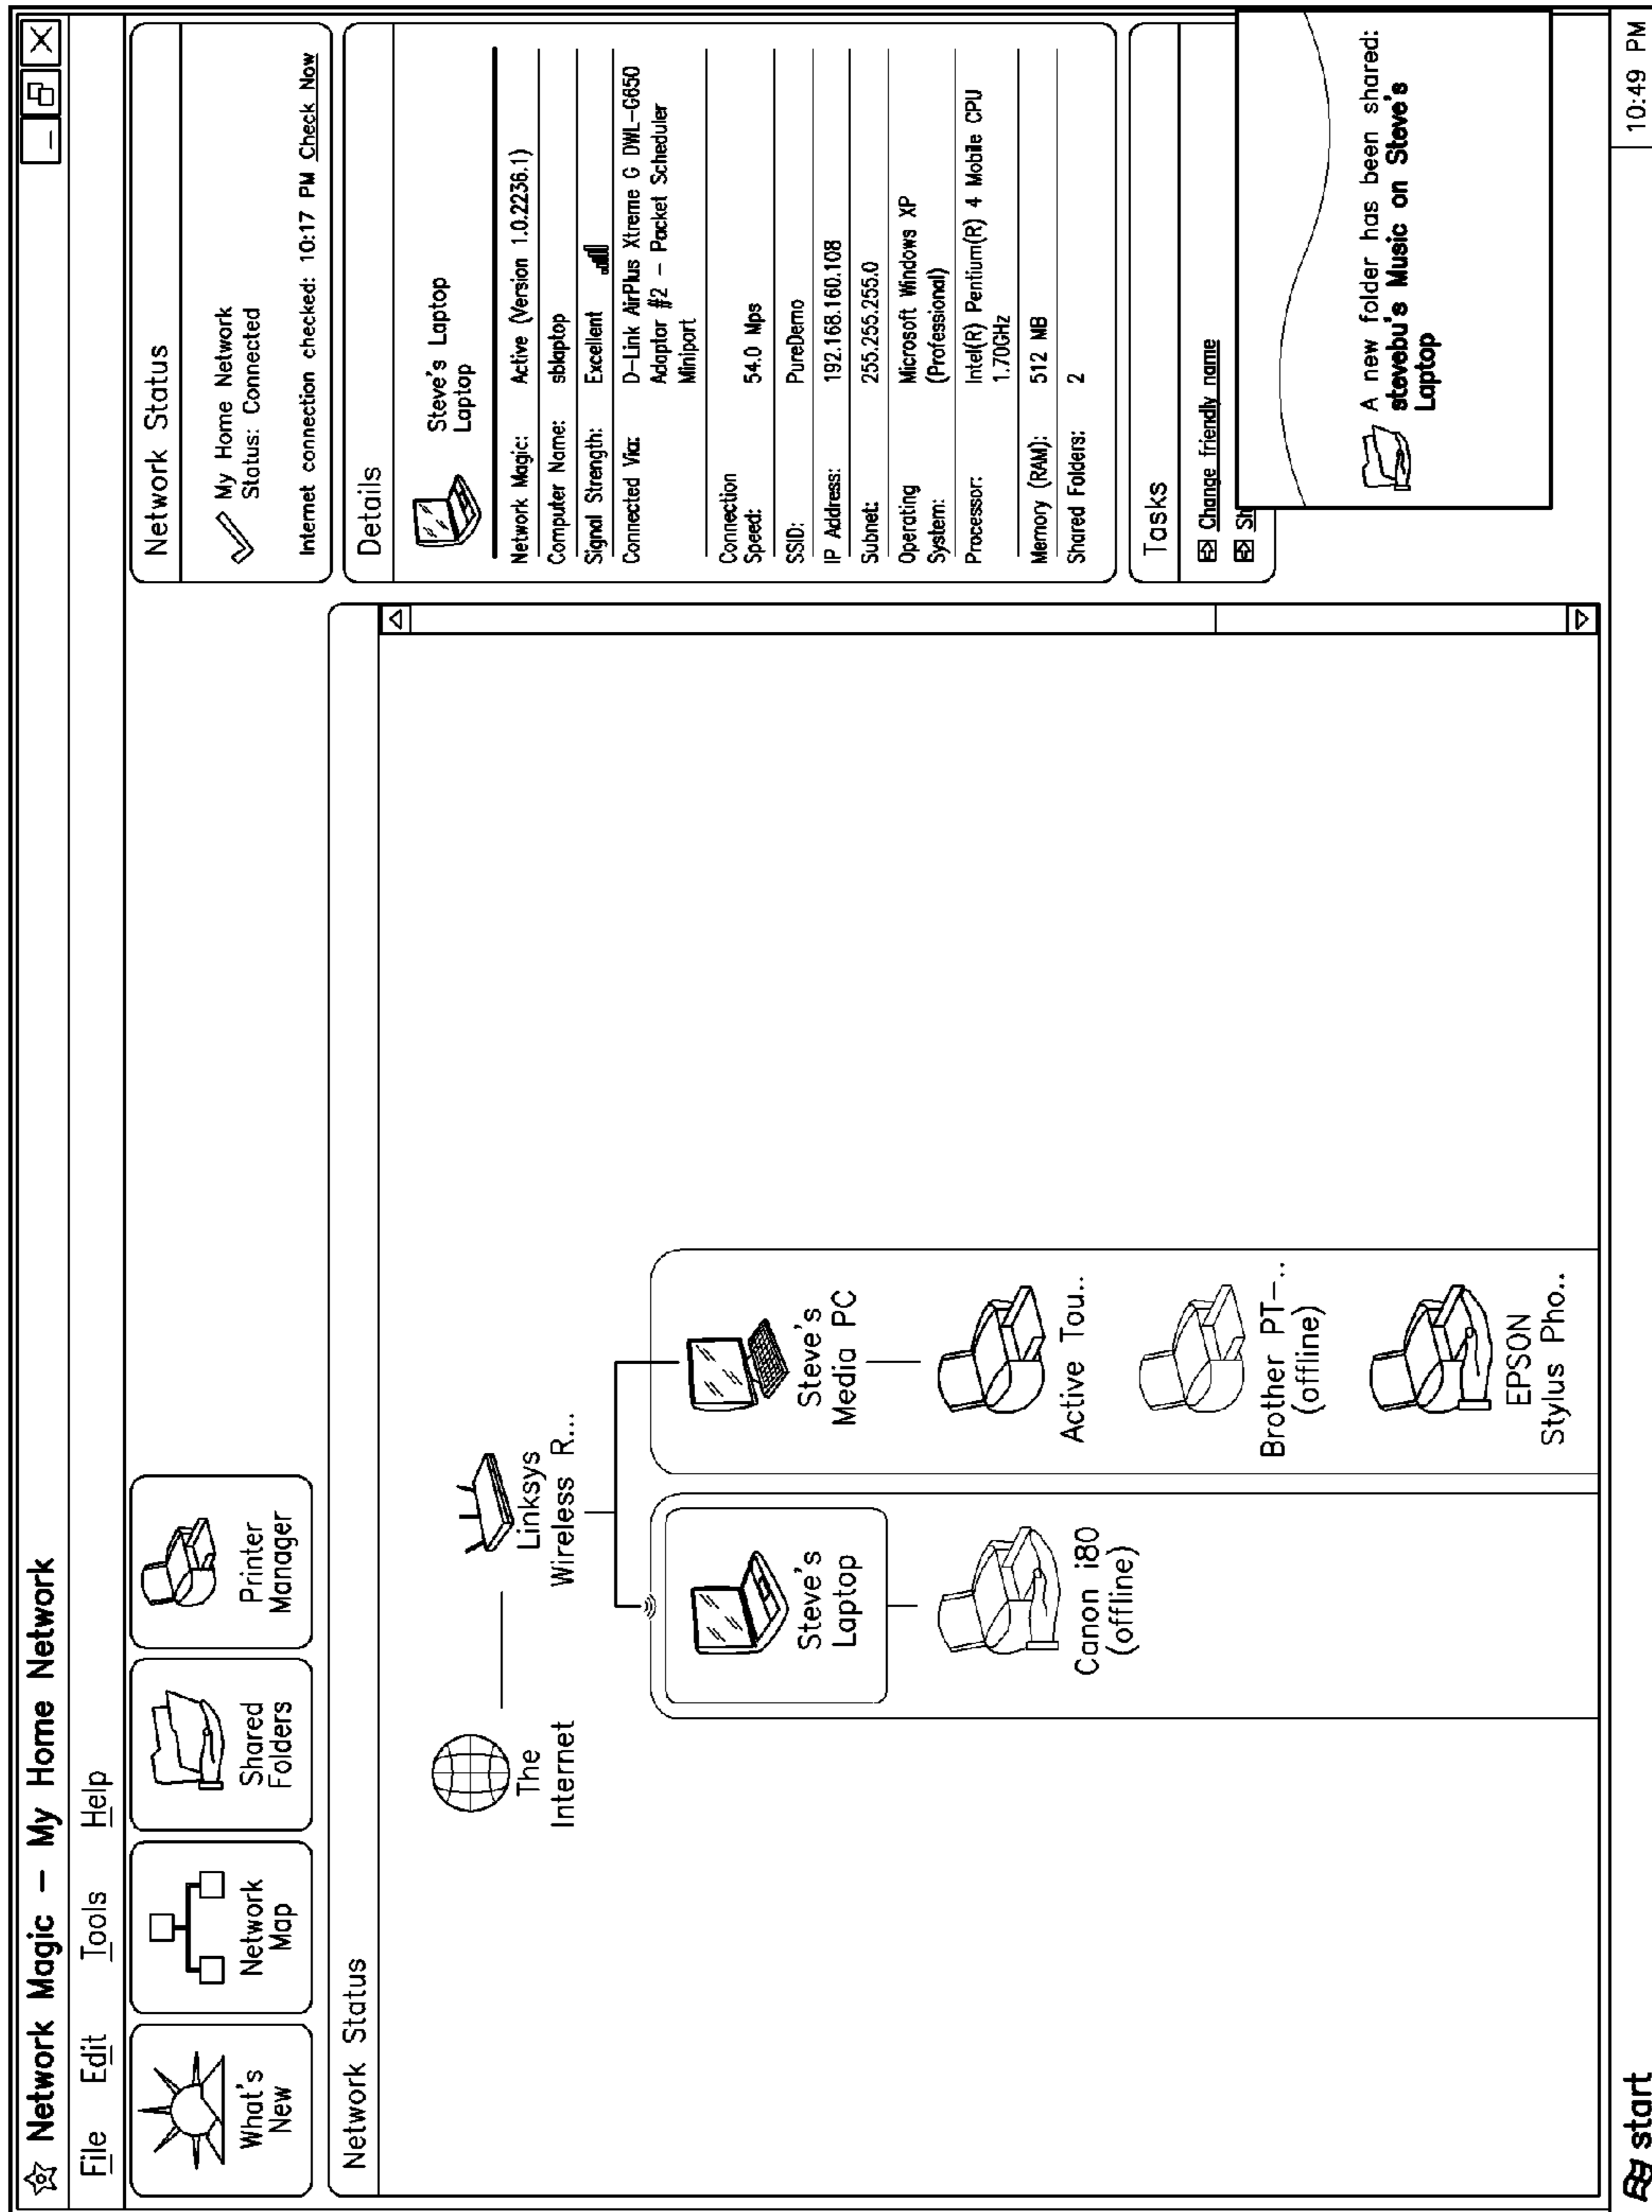 Network Magic – My Home Network
File Edit Tools Help
What's
New
Network
Map
Shared
Folders
Printer
Manager
Network Status
The
Internet
Linksys
Wireless R...
Steve's
Laptop
Canon i80
(offline)
Steve's
Media PC
Active Tou..
Brother PT-..
(offline)
EPSON
Stylus Pho..
Network Status
My Home Network
Status: Connected
Internet connection checked: 10:17 PM Check Now
Details
Steve's Laptop
Laptop
Network Magic: Active (Version 1.0.2236.1)
Computer Name: sblaptop
Signal Strength: Excellent
Connected Via: D-Link AirPlus Xtreme G DWL-G650
Adaptor #2 – Packet Scheduler
Miniport
Connection
Speed: 54.0 Mps
SSID: PureDemo
IP Address: 192.168.160.108
Subnet: 255.255.255.0
Operating Microsoft Windows XP
System: (Professional)
Processor: Intel(R) Pentium(R) 4 Mobile CPU
1.70GHz
Memory (RAM): 512 MB
Shared Folders: 2
Tasks
Change friendly name
Sh
A new folder has been shared:
stevebu's Music on Steve's
Laptop
start 10:49 PM